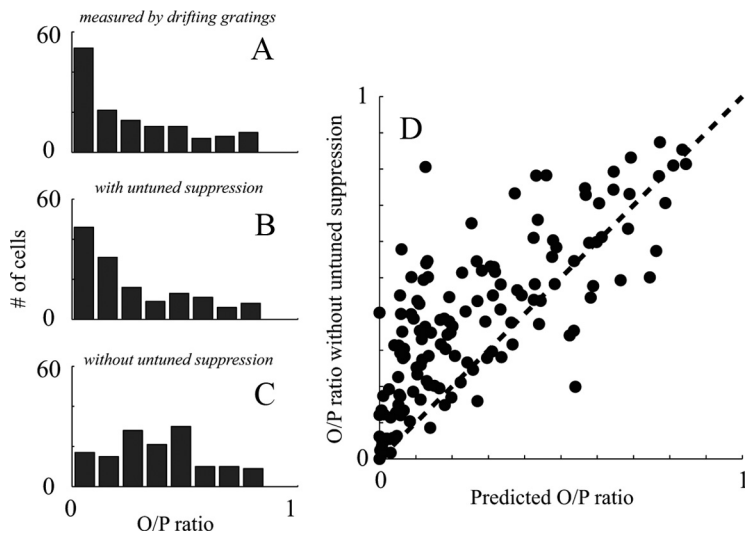 measured by drifting gratings
60
A
0
with untuned suppression
60
B
# of cells
0
without untuned suppression
60
C
0
0
1
O/P ratio
1
D
O/P ratio without untuned suppression
0
0
1
Predicted O/P ratio